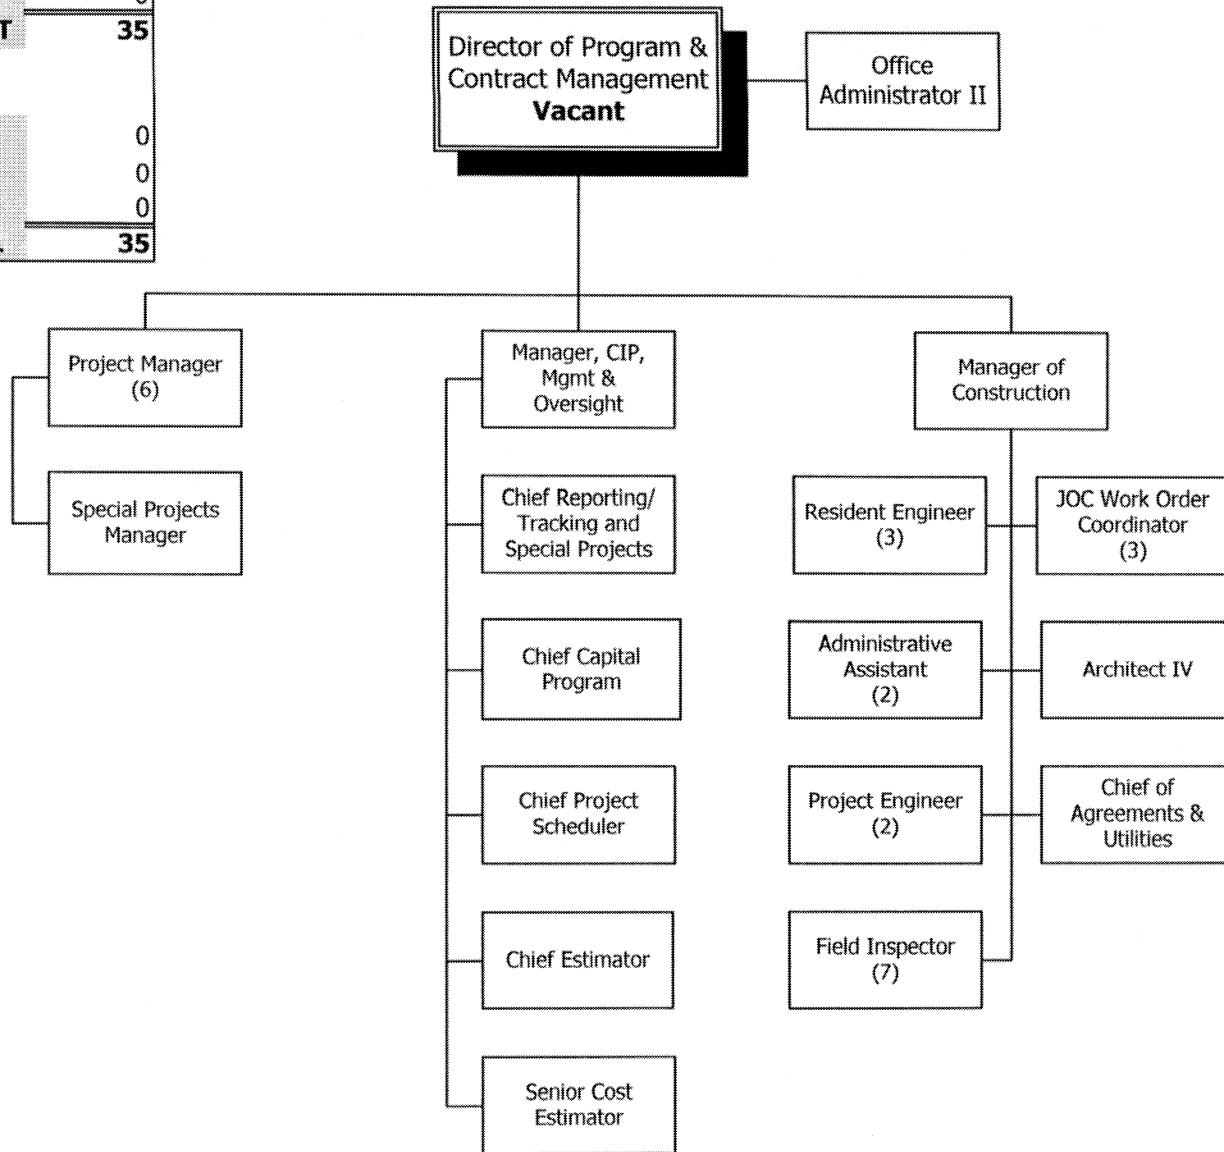 T 35
0
0
0
35
Director of Program &
Contract Management
Vacant
Office
Administrator II
Project Manager
(6)
Special Projects
Manager
Manager, CIP,
Mgmt &
Oversight
Chief Reporting/
Tracking and
Special Projects
Chief Capital
Program
Chief Project
Scheduler
Chief Estimator
Senior Cost
Estimator
Manager of
Construction
Resident Engineer
(3)
JOC Work Order
Coordinator
(3)
Administrative
Assistant
(2)
Architect IV
Project Engineer
(2)
Chief of
Agreements &
Utilities
Field Inspector
(7)